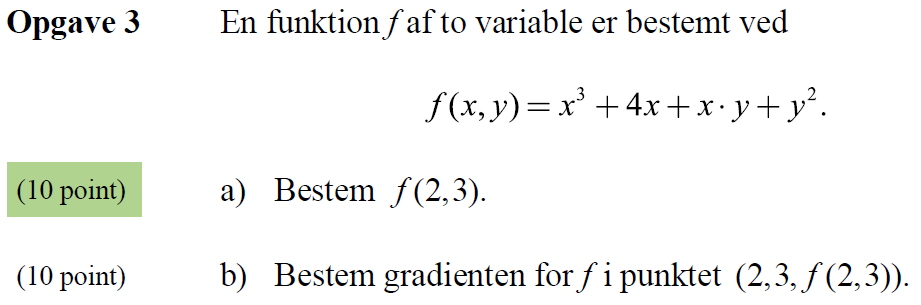 Opgave 3 En funktion f af to variable er bestemt ved
f(x, y) = x³ + 4x + x · y + y².
(10 point) a) Bestem f(2,3).
(10 point) b) Bestem gradienten for f i punktet (2,3, f(2,3)).